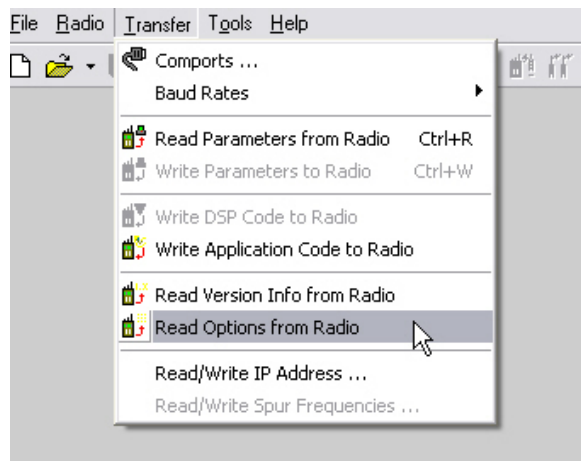 File Radio Transfer Tools Help
Comports ...
Baud Rates
Read Parameters from Radio Ctrl+R
Write Parameters to Radio Ctrl+W
Write DSP Code to Radio
Write Application Code to Radio
Read Version Info from Radio
Read Options from Radio
Read/Write IP Address ...
Read/Write Spur Frequencies ...